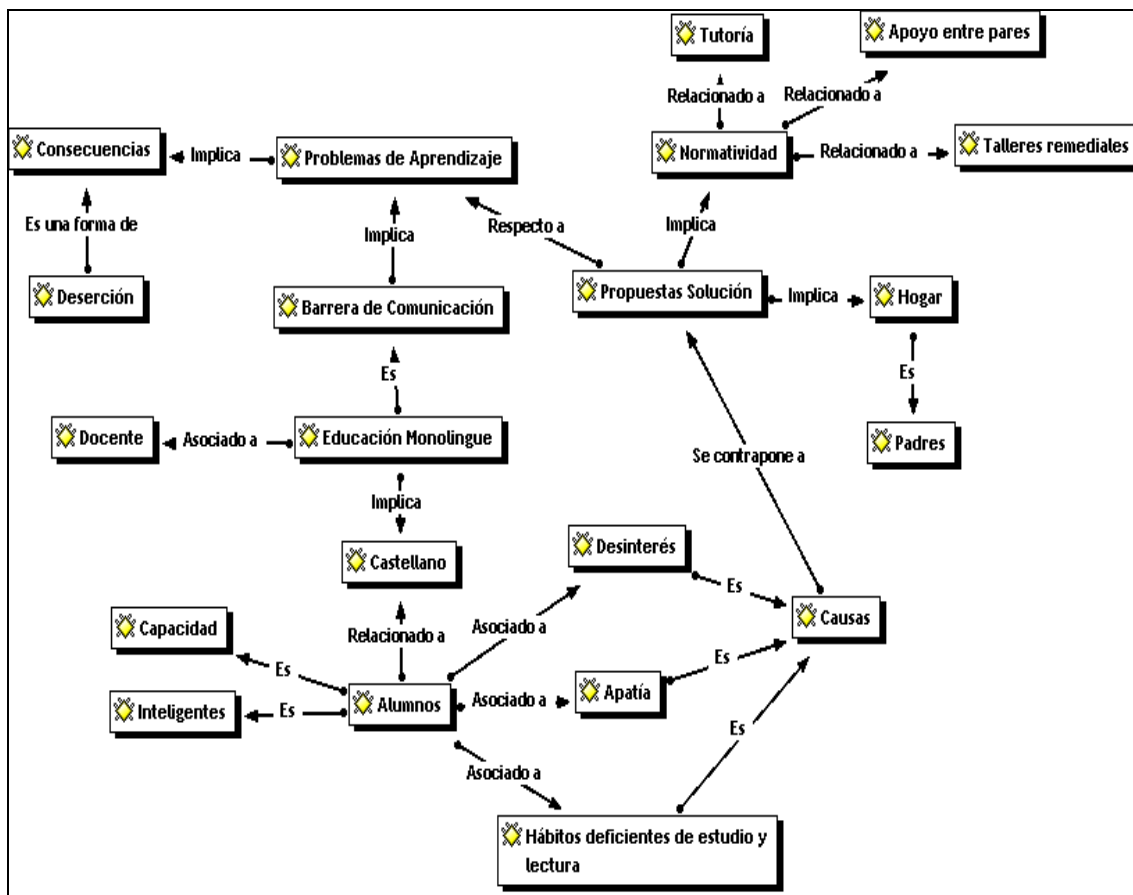 Tutoría
Apoyo entre pares
Relacionado a
Relacionado a
Consecuencias
Implica
Problemas de Aprendizaje
Normatividad
Relacionado a
Talleres remediales
Es una forma de
Implica
Respecto a
Implica
Deserción
Barrera de Comunicación
Propuestas Solución
Implica
Hogar
Es
Es
Docente
Asociado a
Educación Monolingue
Padres
Se contrapone a
Implica
Castellano
Desinterés
Es
Causas
Capacidad
Relacionado a
Asociado a
Es
Es
Inteligentes
Es
Alumnos
Asociado a
Apatía
Asociado a
Es
Hábitos deficientes de estudio y
lectura